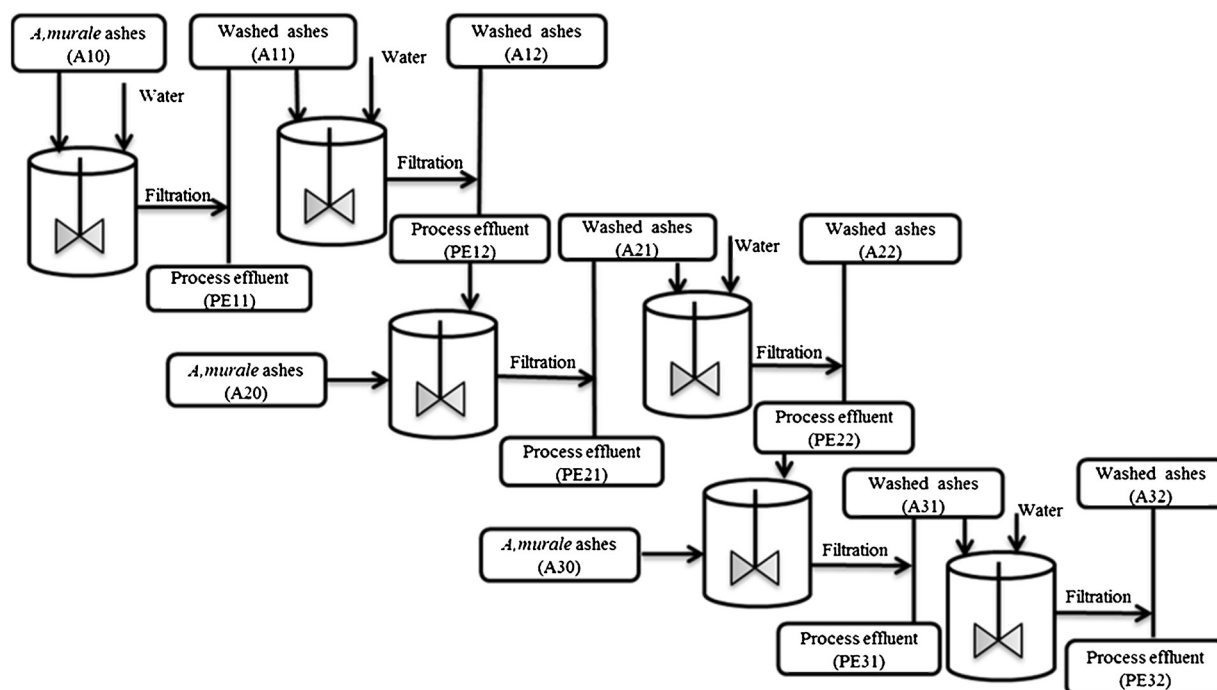 A,murale ashes
(A10)
Water
Filtration
Process effluent
(PE11)
Washed ashes
(A11)
Water
Filtration
Washed ashes
(A12)
Process effluent
(PE12)
A,murale ashes
(A20)
Filtration
Washed ashes
(A21)
Process effluent
(PE21)
Water
Filtration
Washed ashes
(A22)
Process effluent
(PE22)
A,murale ashes
(A30)
Filtration
Washed ashes
(A31)
Process effluent
(PE31)
Water
Filtration
Washed ashes
(A32)
Process effluent
(PE32)